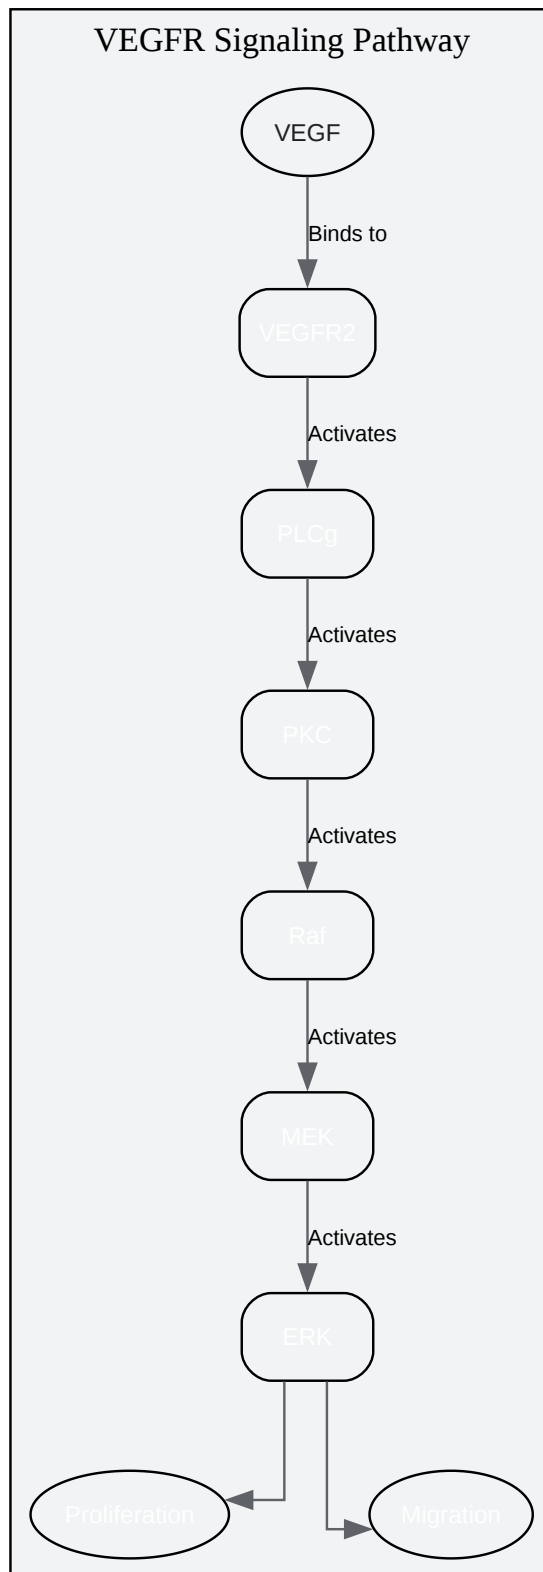 VEGFR Signaling Pathway
VEGF
Binds to
VEGFR2
Activates
PLCg
Activates
PKC
Activates
Raf
Activates
MEK
Activates
ERK
Proliferation
Migration